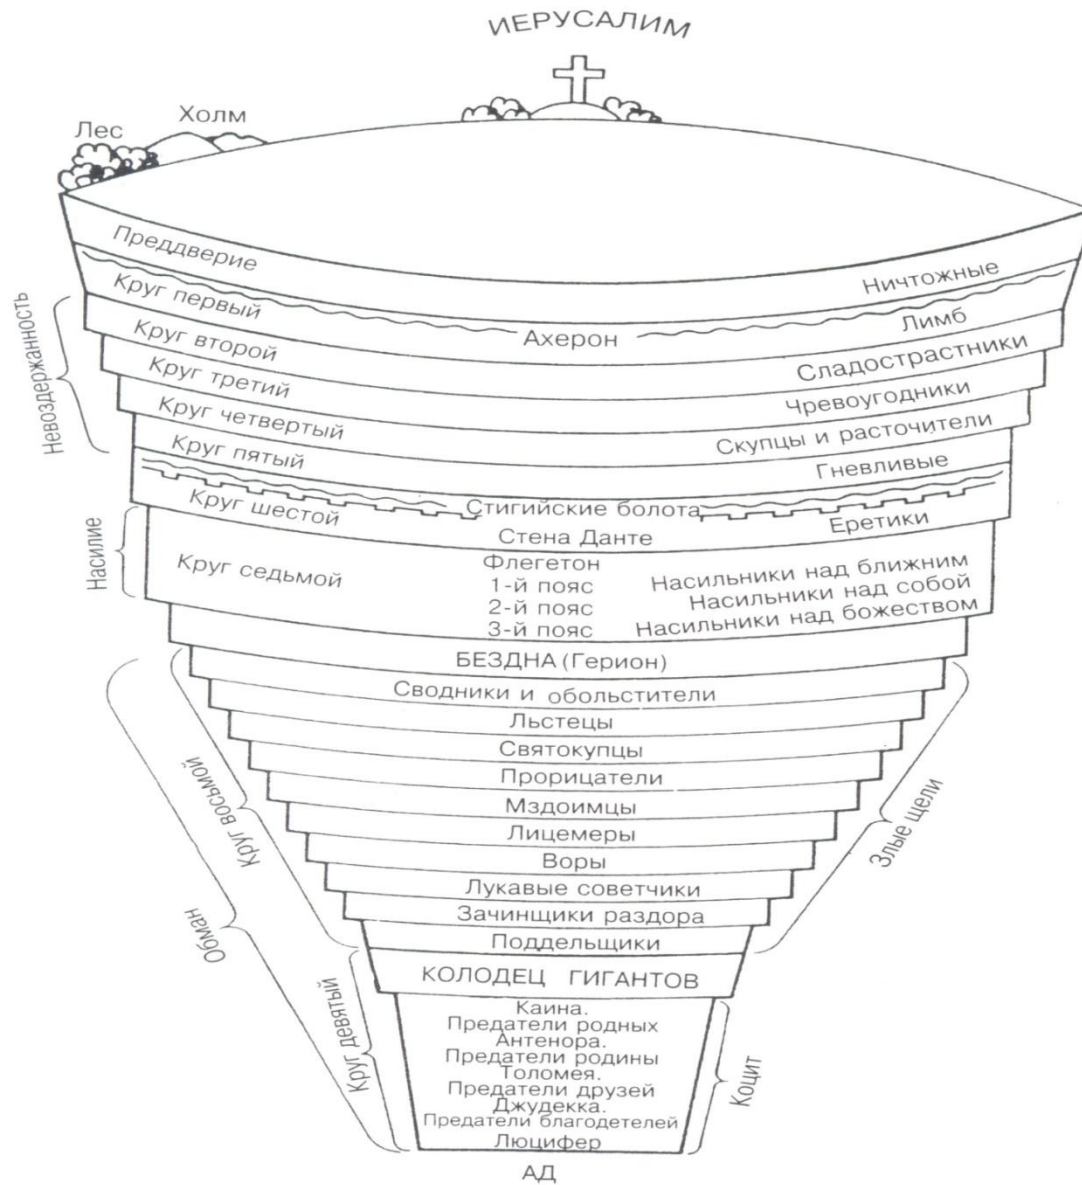 ИЕРУСАЛИМ
Холм
Лес
Преддверие
Ничтожные
Круг первый
Ахерон
Лимб
Невоздержанность
Круг второй
Сладострастники
Круг третий
Чревоугодники
Круг четвертый
Скупцы и расточители
Круг пятый
Гневливые
Стигийские болота
Круг шестой
Еретики
Стена Данте
Насилие
Круг седьмой
Флегетон
1-й пояс Насильники над ближним
2-й пояс Насильники над собой
3-й пояс Насильники над божеством
БЕЗДНА (Герион)
Сводники и обольстители
Льстецы
Святокупцы
Прорицатели
Мздоимцы
Лицемеры
Воры
Лукавые советчики
Зачинщики раздора
Поддельщики
Круг восьмой
Злые щели
Обман
КОЛОДЕЦ ГИГАНТОВ
Круг девятый
Каина.
Предатели родных
Антенора.
Предатели родины
Толомея.
Предатели друзей
Джудекка.
Предатели благодетелей
Люцифер
Коцит
АД